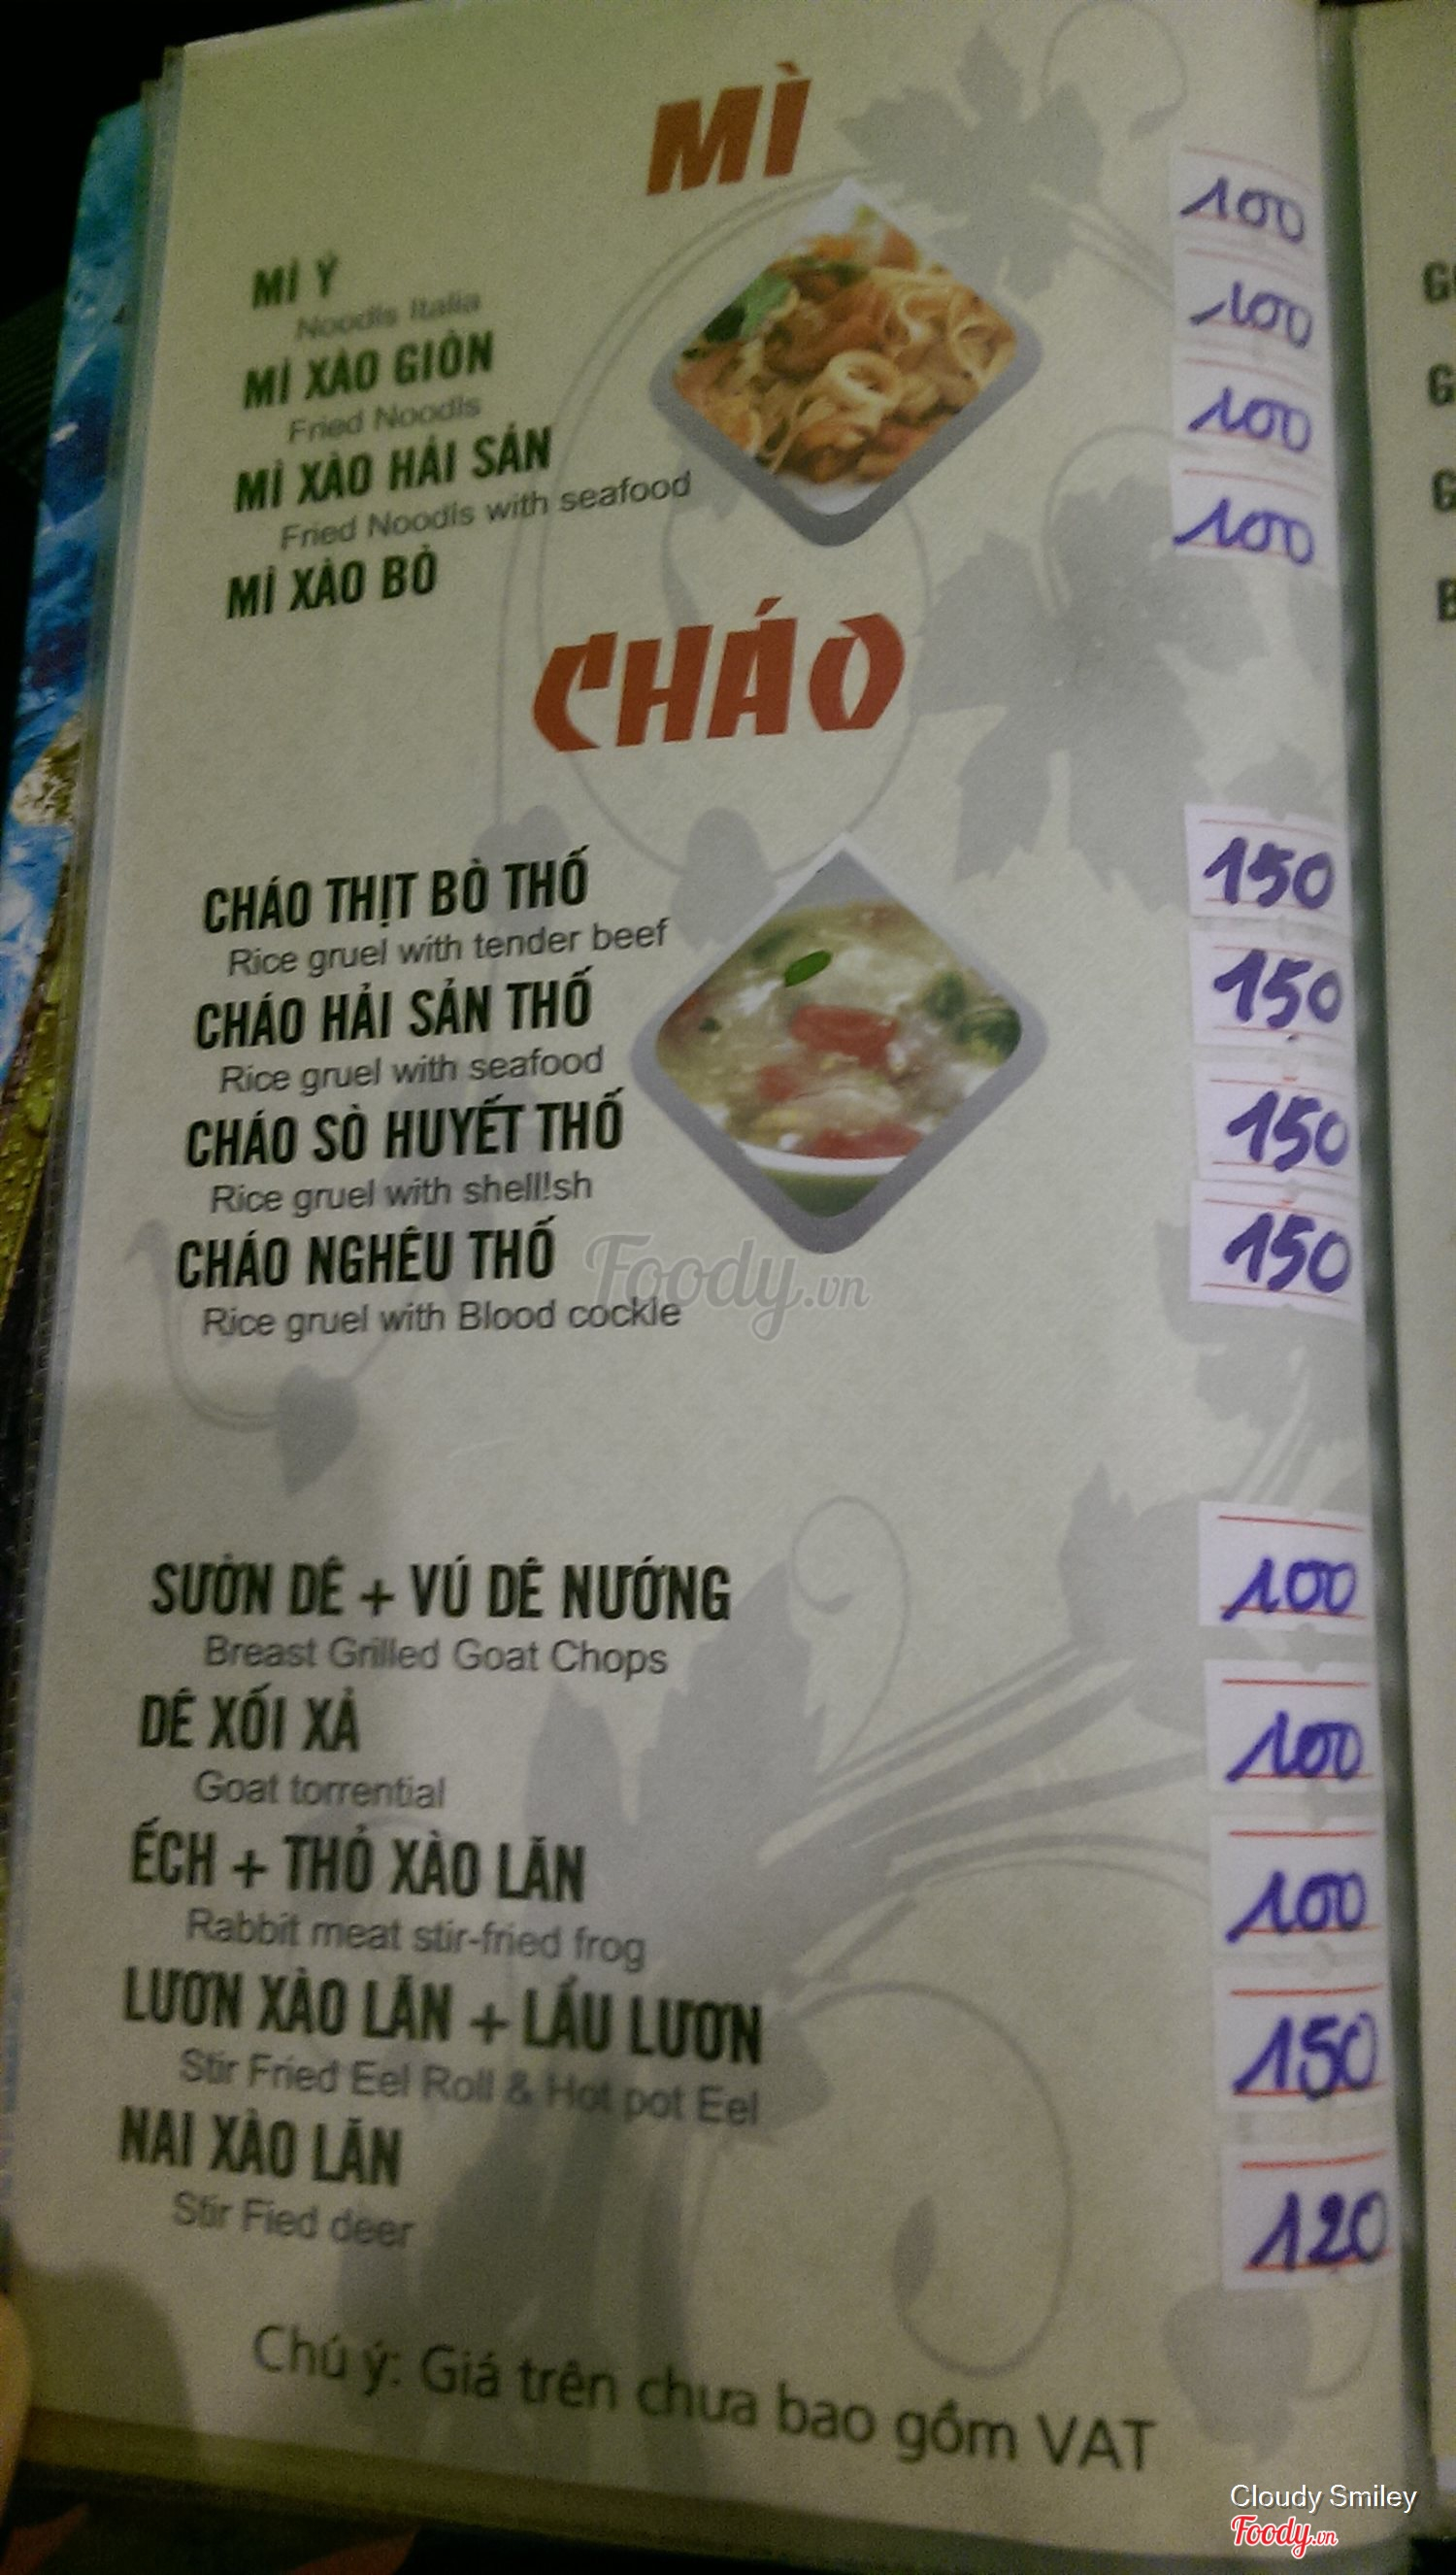 MÌ
MÌ Ý 100
Noodls Italia
MÌ XÀO GIÒN 100
Fried Noodls
MÌ XÀO HẢI SẢN 100
Fried Noodls with seafood
MÌ XÀO BÒ 100
CHÁO
CHÁO THỊT BÒ THỐ 150
Rice gruel with tender beef
CHÁO HẢI SẢN THỐ 150
Rice gruel with seafood
CHÁO SÒ HUYẾT THỐ 150
Rice gruel with shell!sh
CHÁO NGHÊU THỐ 150
Rice gruel with Blood cockle
Foody.vn
SƯỜN DÊ + VÚ DÊ NƯỚNG 100
Breast Grilled Goat Chops
DÊ XỐI XẢ 100
Goat torrential
ẾCH + THỎ XÀO LĂN 100
Rabbit meat stir-fried frog
LƯƠN XÀO LĂN + LẨU LƯƠN 150
Stir Fried Eel Roll & Hot pot Eel
NAI XÀO LĂN 120
Stir Fied deer
Chú ý: Giá trên chưa bao gồm VAT
Cloudy Smiley
Foody.vn